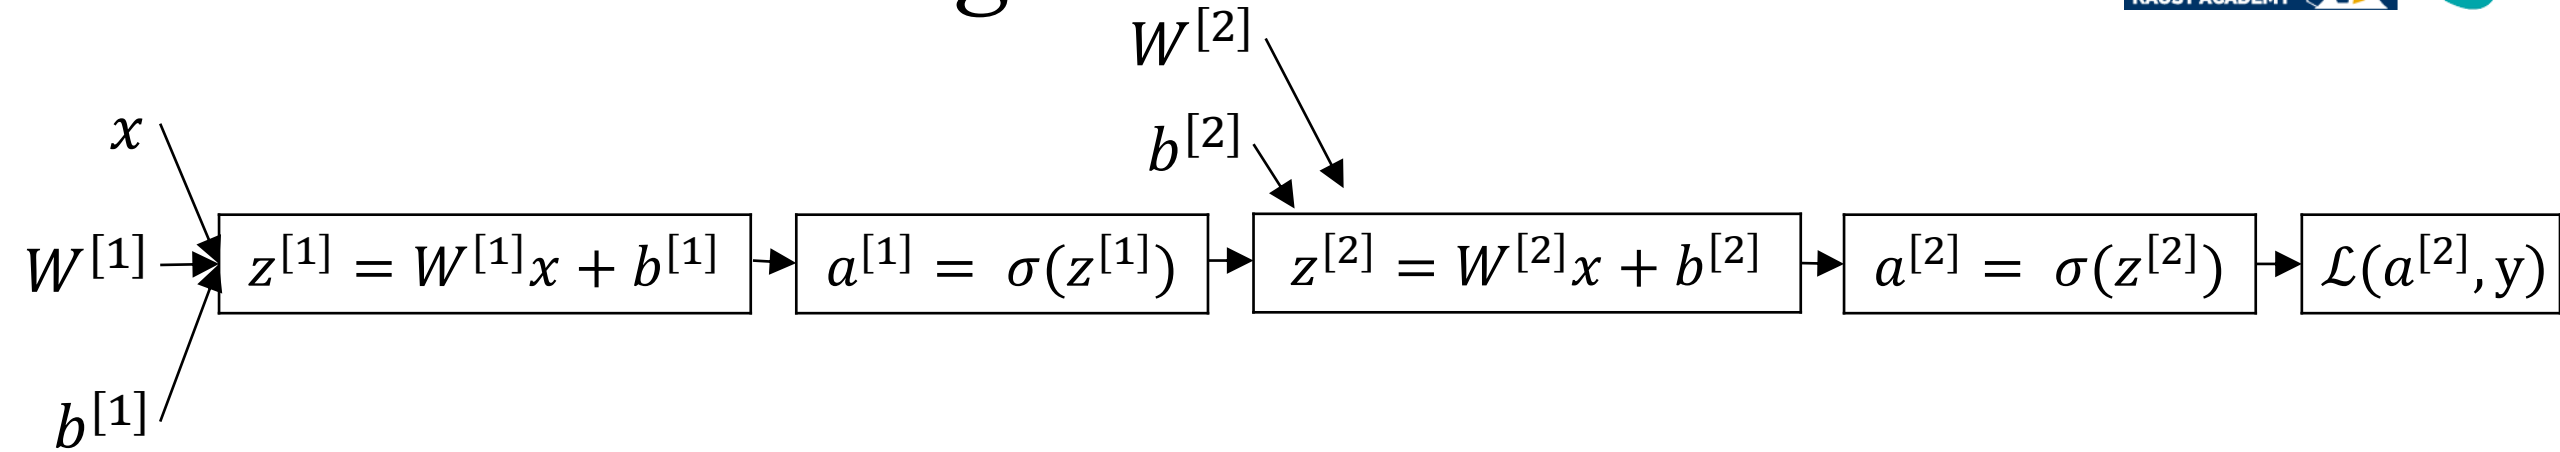 W^{[2]}
x
b^{[2]}
W^{[1]}
z^{[1]} = W^{[1]}x + b^{[1]}
a^{[1]} = σ(z^{[1]})
z^{[2]} = W^{[2]}x + b^{[2]}
a^{[2]} = σ(z^{[2]})
ℒ(a^{[2]}, y)
b^{[1]}